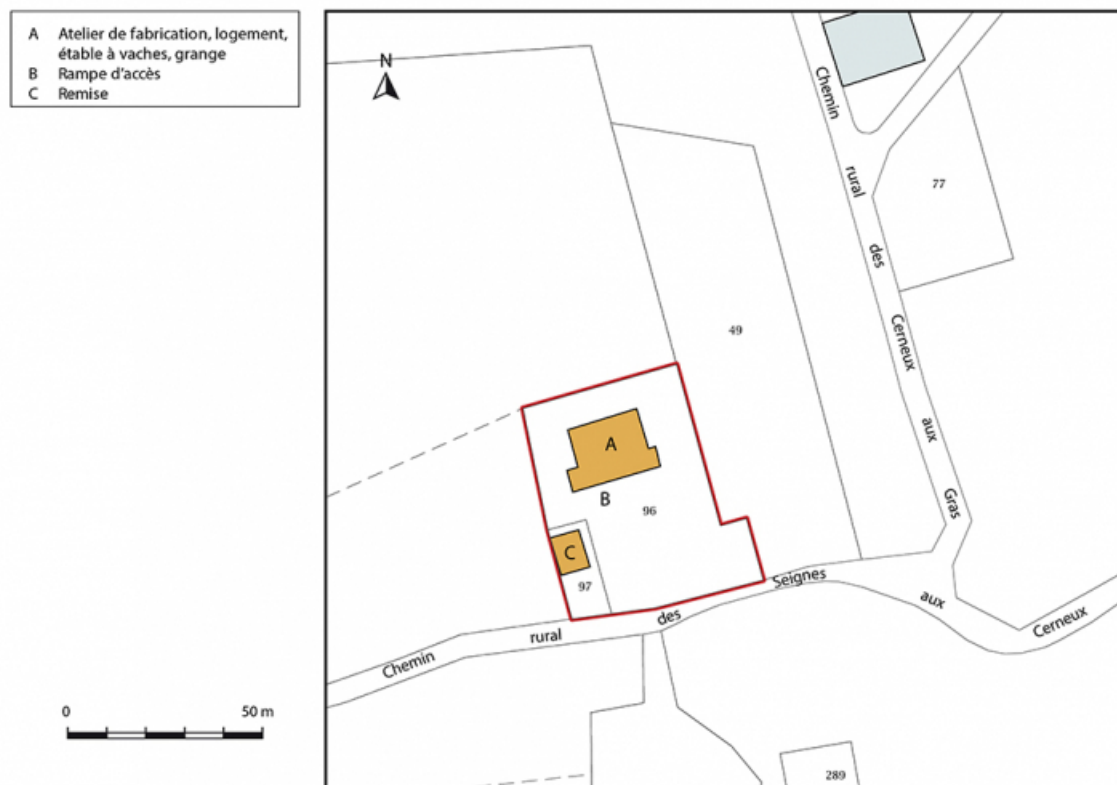 A Atelier de fabrication, logement,
étable à vaches, grange
B Rampe d'accès
C Remise
N
Chemin rural des Cerneux aux Gras
77
49
A
B
96
C
97
Chemin rural des Seignes aux Cerneux
289
0 50 m